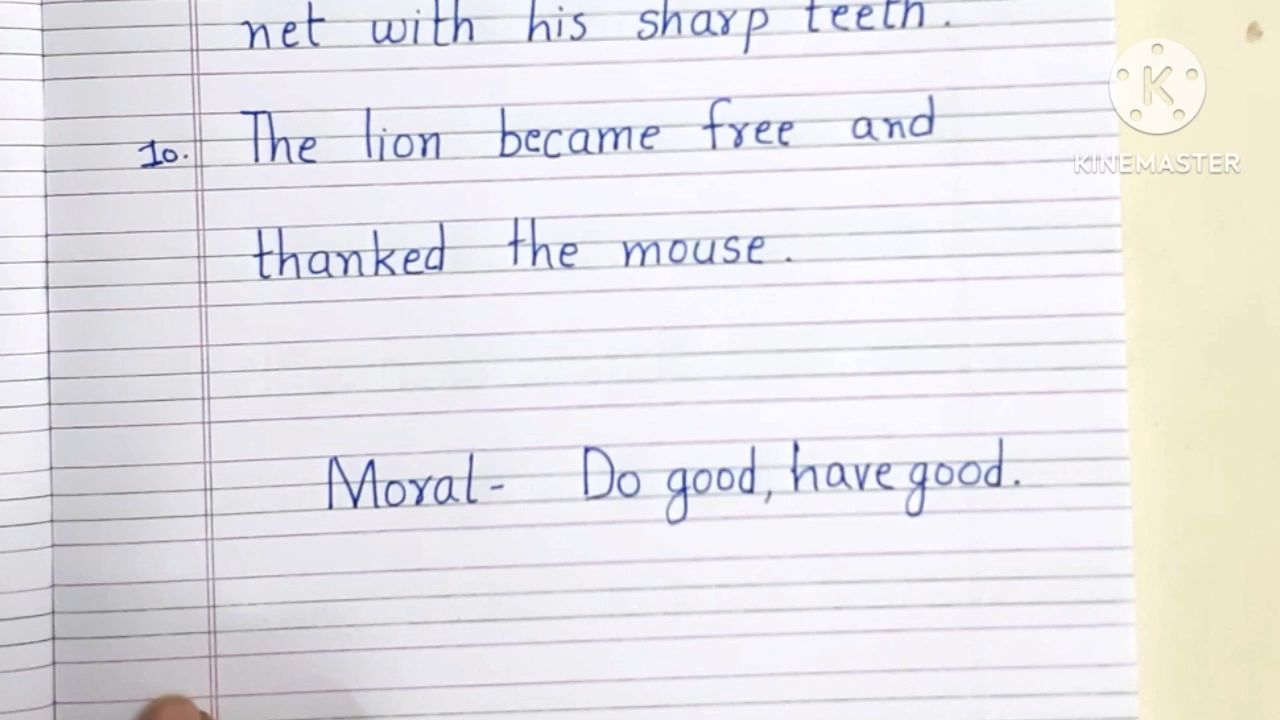 net with his sharp teeth.
10. The lion became free and
thanked the mouse.
Moral - Do good, have good.
K
KINEMASTER